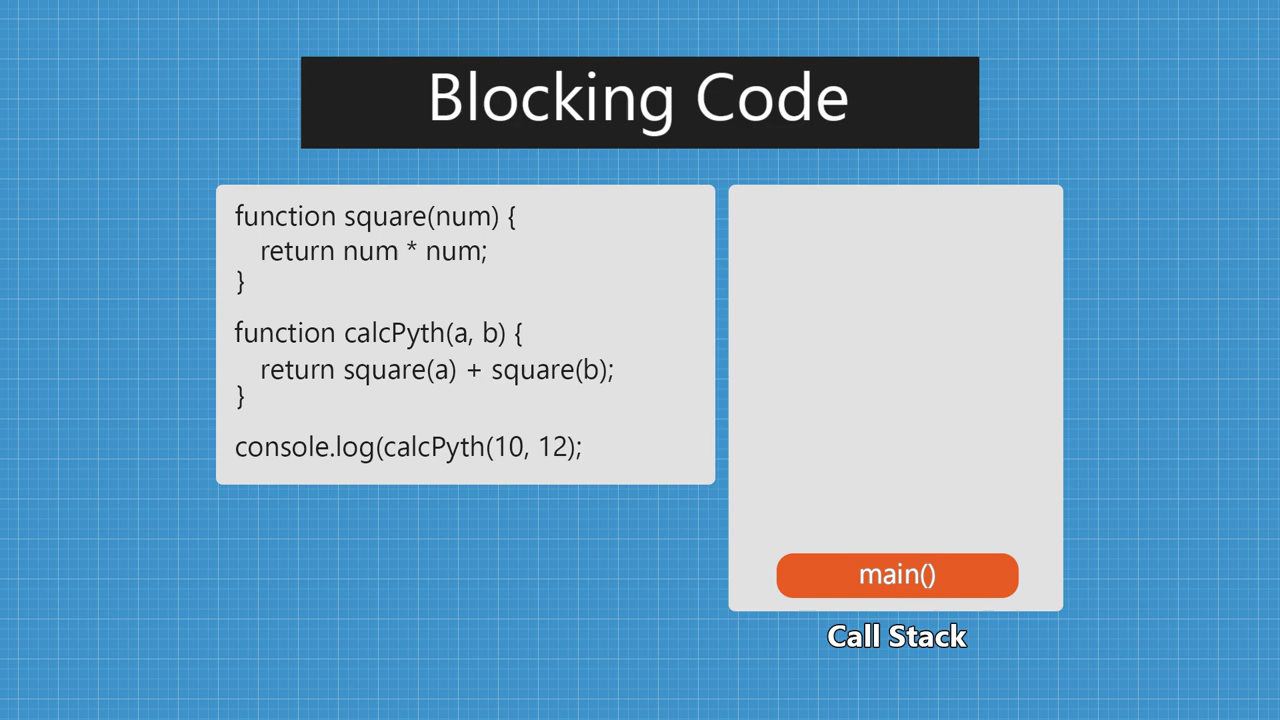 Blocking Code
function square(num) {
return num * num;
}
function calcPyth(a, b) {
return square(a) + square(b);
}
console.log(calcPyth(10, 12);
main()
Call Stack